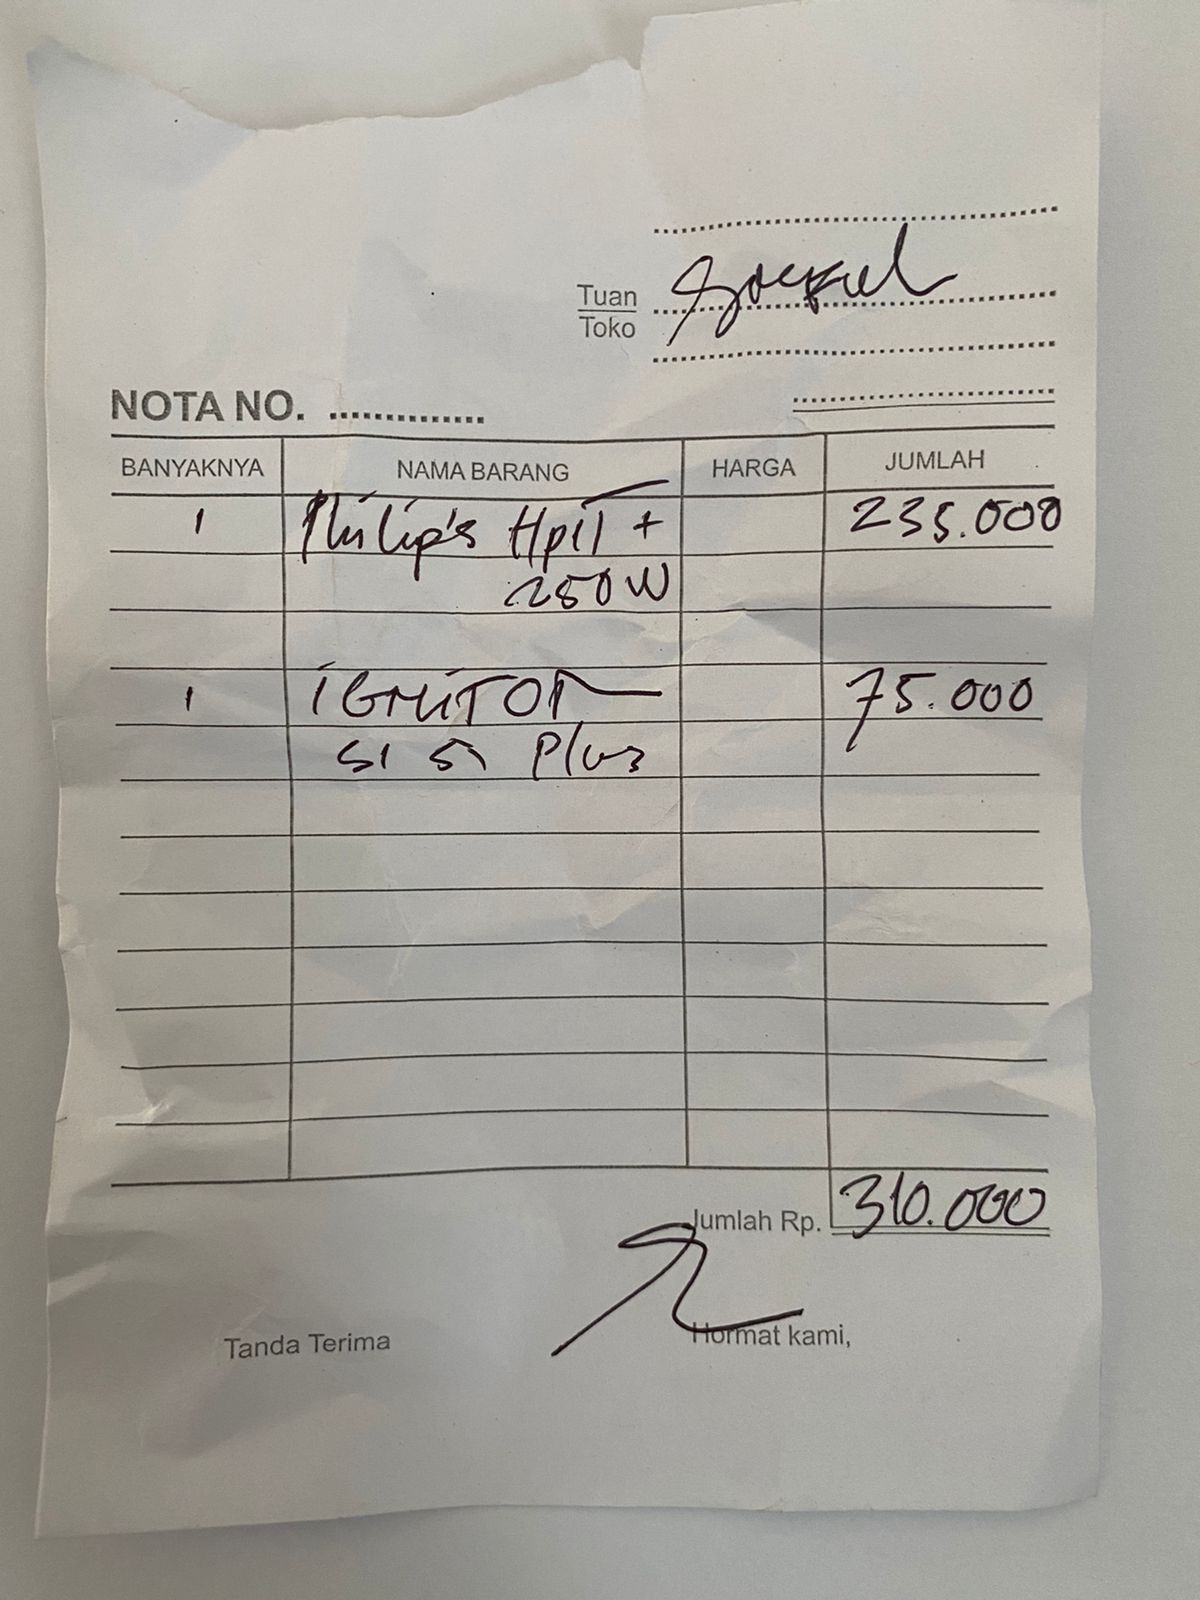 Tuan
Toko
NOTA NO. ...............
BANYAKNYA NAMA BARANG HARGA JUMLAH
1 Philip's Hpit + 235.000
250W
1 IGNITOR 75.000
SI 51 Plus
Jumlah Rp. 310.000
Tanda Terima Hormat kami,